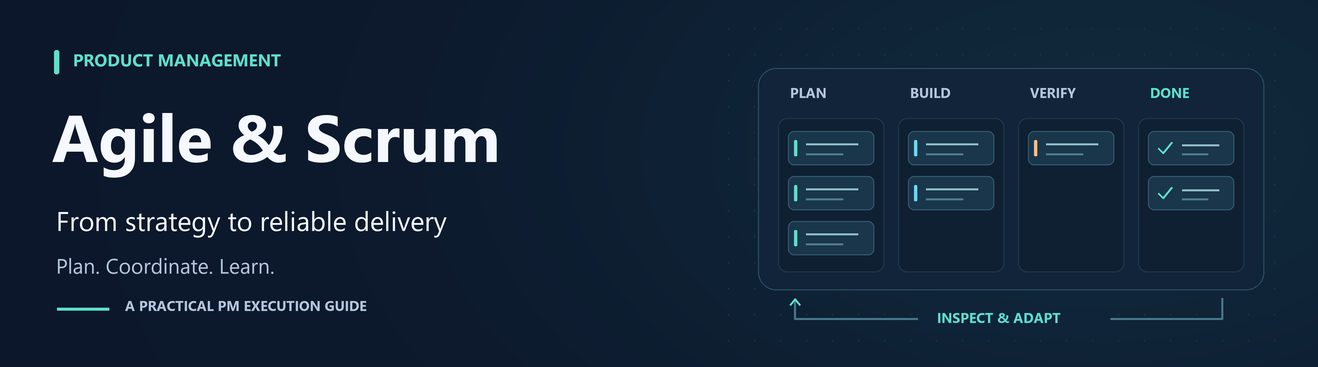 PRODUCT MANAGEMENT
Agile & Scrum
From strategy to reliable delivery
Plan. Coordinate. Learn.
A PRACTICAL PM EXECUTION GUIDE
PLAN
BUILD
VERIFY
DONE
INSPECT & ADAPT